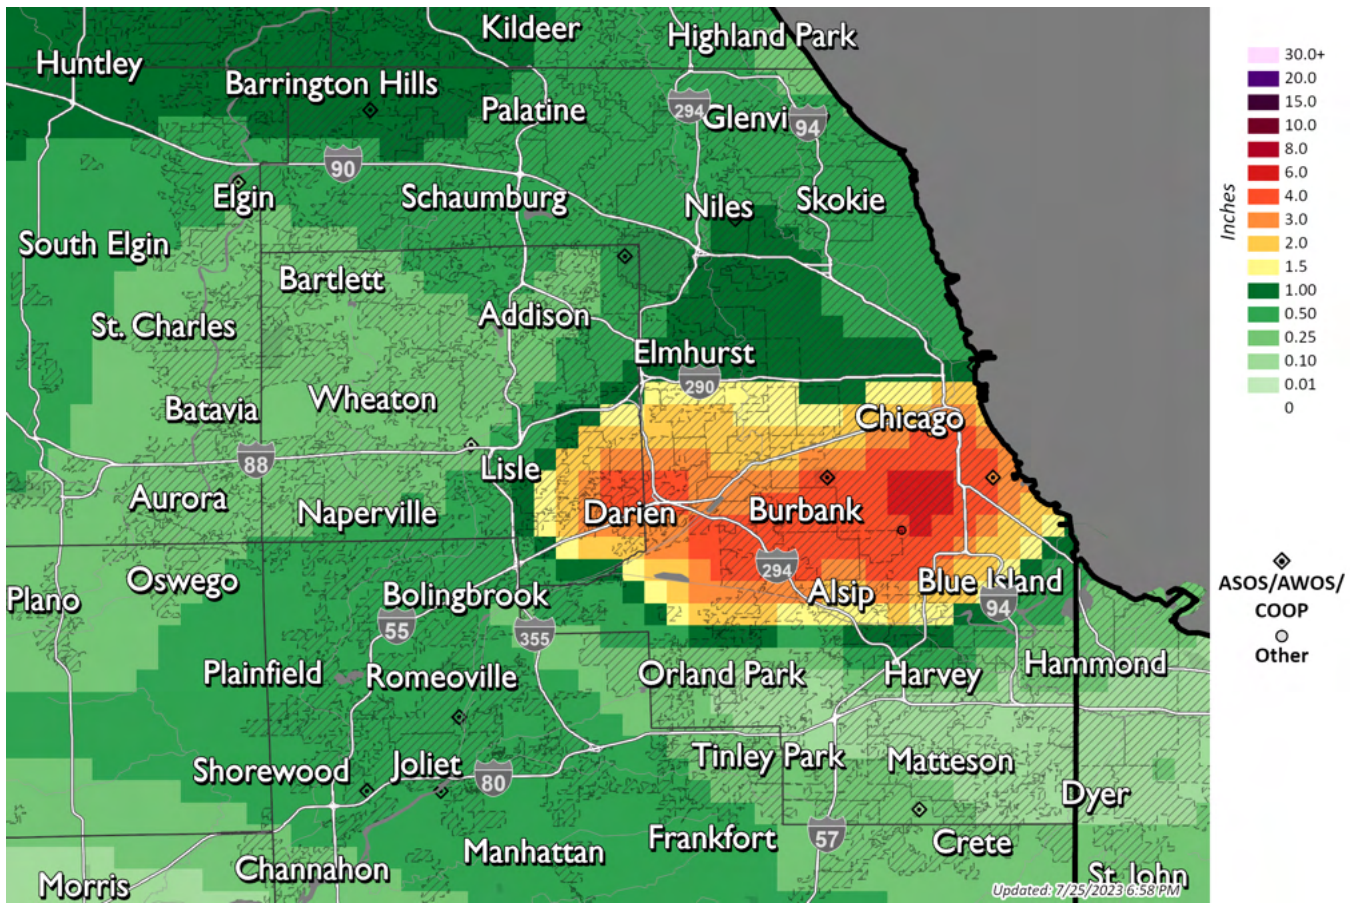 Kildeer
Highland Park
Huntley
Barrington Hills
Palatine
294
Glenvi
94
90
Elgin
Schaumburg
Niles
Skokie
South Elgin
Bartlett
St. Charles
Addison
Elmhurst
290
Batavia
Wheaton
Chicago
88
Lisle
Aurora
Naperville
Darien
Burbank
294
Plano
Oswego
Bolingbrook
Alsip
Blue Island
94
55
355
Plainfield
Romeoville
Orland Park
Harvey
Hammond
Shorewood
Joliet
80
Tinley Park
Matteson
Dyer
Manhattan
Frankfort
57
Crete
Morris
Channahon
St. John
Updated: 7/25/2023 6:58 PM
Inches
30.0+
20.0
15.0
10.0
8.0
6.0
4.0
3.0
2.0
1.5
1.00
0.50
0.25
0.10
0.01
0
ASOS/AWOS/
COOP
Other